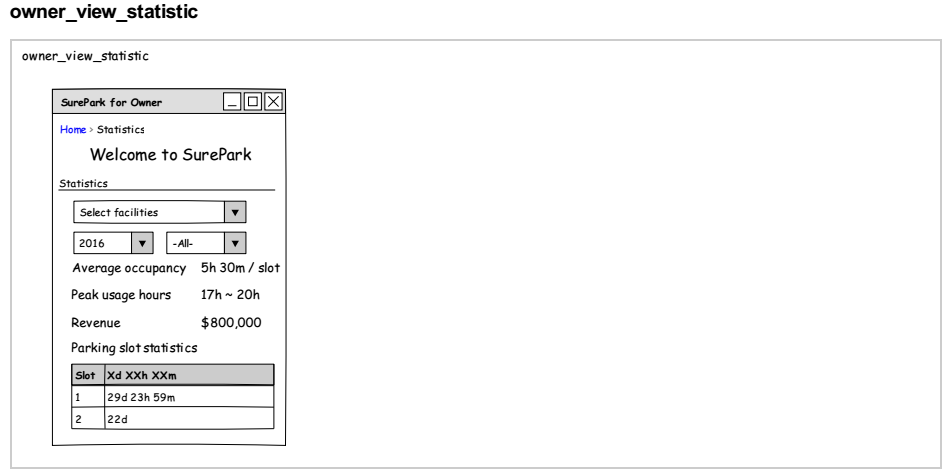 owner_view_statistic
owner_view_statistic
SurePark for Owner
Home > Statistics
Welcome to SurePark
Statistics
Select facilities
2016 -All-
Average occupancy 5h 30m / slot
Peak usage hours 17h ~ 20h
Revenue $800,000
Parking slot statistics
Slot Xd XXh XXm
1 29d 23h 59m
2 22d